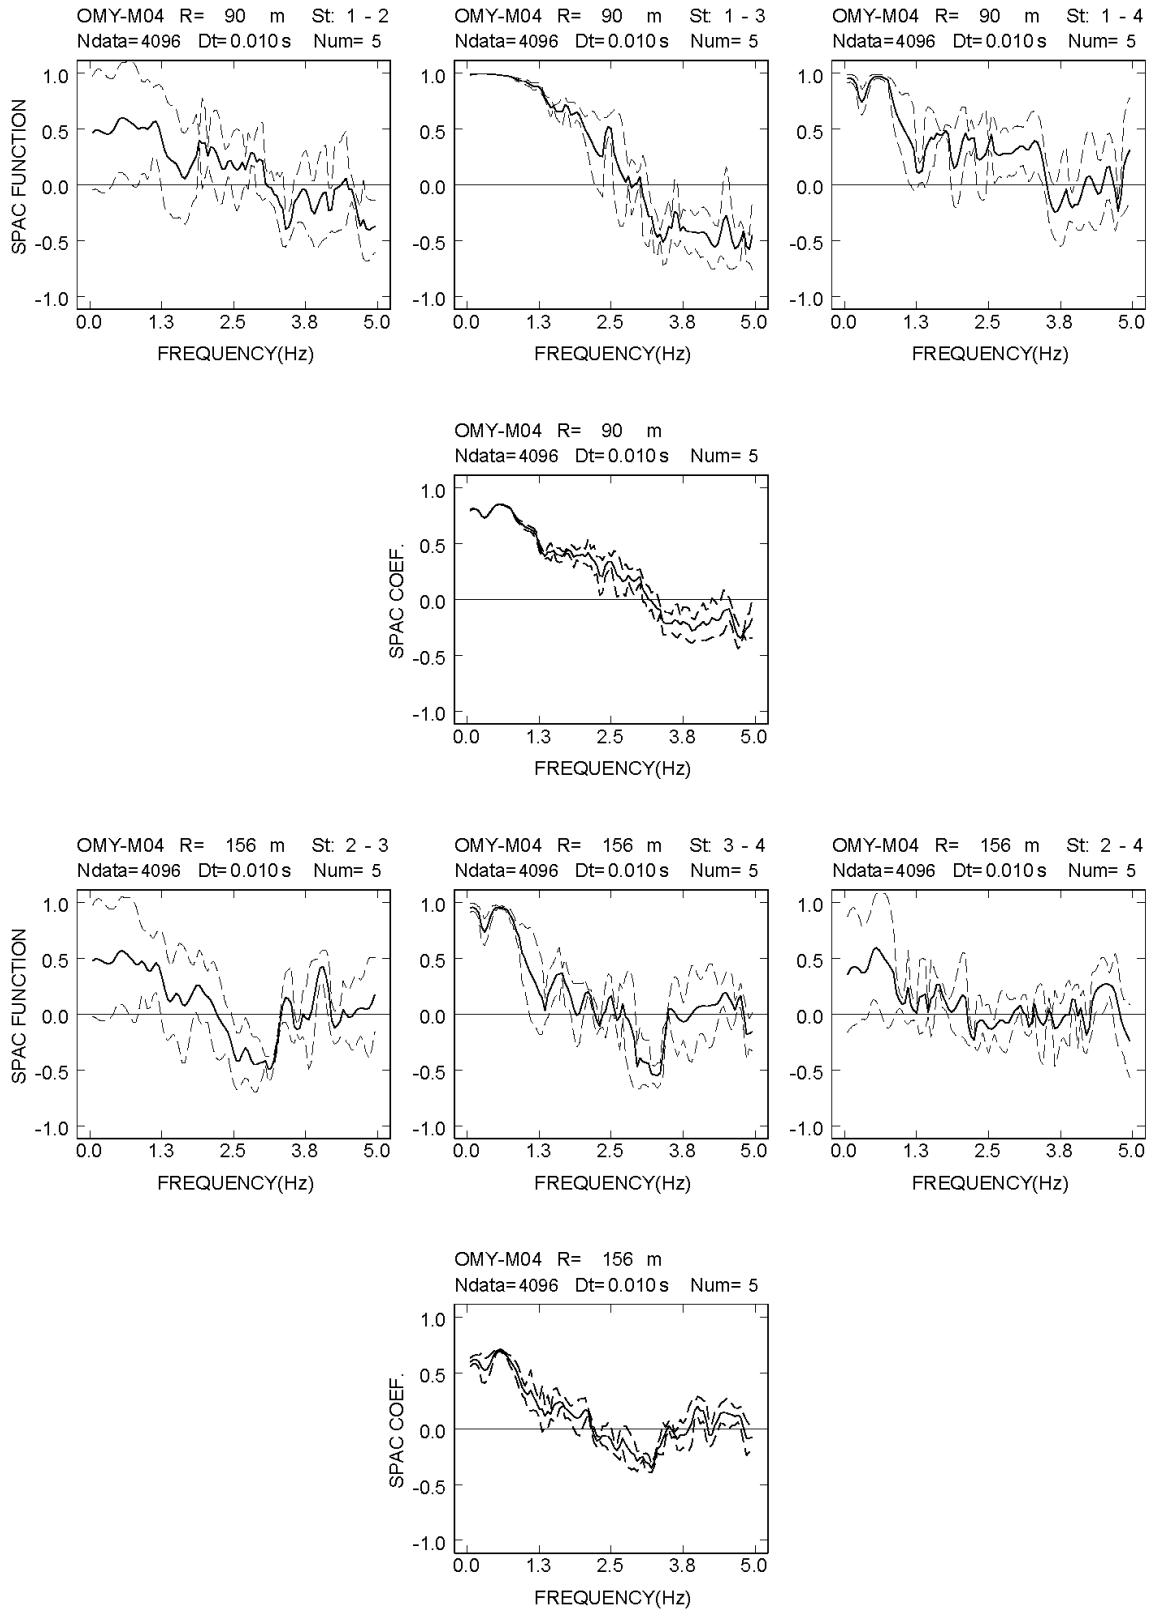 OMY-M04 R= 90 m St: 1 - 2
Ndata=4096 Dt=0.010s Num= 5
SPAC FUNCTION
1.0
0.5
0.0
-0.5
-1.0
0.0 1.3 2.5 3.8 5.0
FREQUENCY(Hz)
OMY-M04 R= 90 m St: 1 - 3
Ndata=4096 Dt=0.010s Num= 5
1.0
0.5
0.0
-0.5
-1.0
0.0 1.3 2.5 3.8 5.0
FREQUENCY(Hz)
OMY-M04 R= 90 m St: 1 - 4
Ndata=4096 Dt=0.010s Num= 5
1.0
0.5
0.0
-0.5
-1.0
0.0 1.3 2.5 3.8 5.0
FREQUENCY(Hz)
OMY-M04 R= 90 m
Ndata=4096 Dt=0.010s Num= 5
SPAC COEF.
1.0
0.5
0.0
-0.5
-1.0
0.0 1.3 2.5 3.8 5.0
FREQUENCY(Hz)
OMY-M04 R= 156 m St: 2 - 3
Ndata=4096 Dt=0.010s Num= 5
SPAC FUNCTION
1.0
0.5
0.0
-0.5
-1.0
0.0 1.3 2.5 3.8 5.0
FREQUENCY(Hz)
OMY-M04 R= 156 m St: 3 - 4
Ndata=4096 Dt=0.010s Num= 5
1.0
0.5
0.0
-0.5
-1.0
0.0 1.3 2.5 3.8 5.0
FREQUENCY(Hz)
OMY-M04 R= 156 m St: 2 - 4
Ndata=4096 Dt=0.010s Num= 5
1.0
0.5
0.0
-0.5
-1.0
0.0 1.3 2.5 3.8 5.0
FREQUENCY(Hz)
OMY-M04 R= 156 m
Ndata=4096 Dt=0.010s Num= 5
SPAC COEF.
1.0
0.5
0.0
-0.5
-1.0
0.0 1.3 2.5 3.8 5.0
FREQUENCY(Hz)